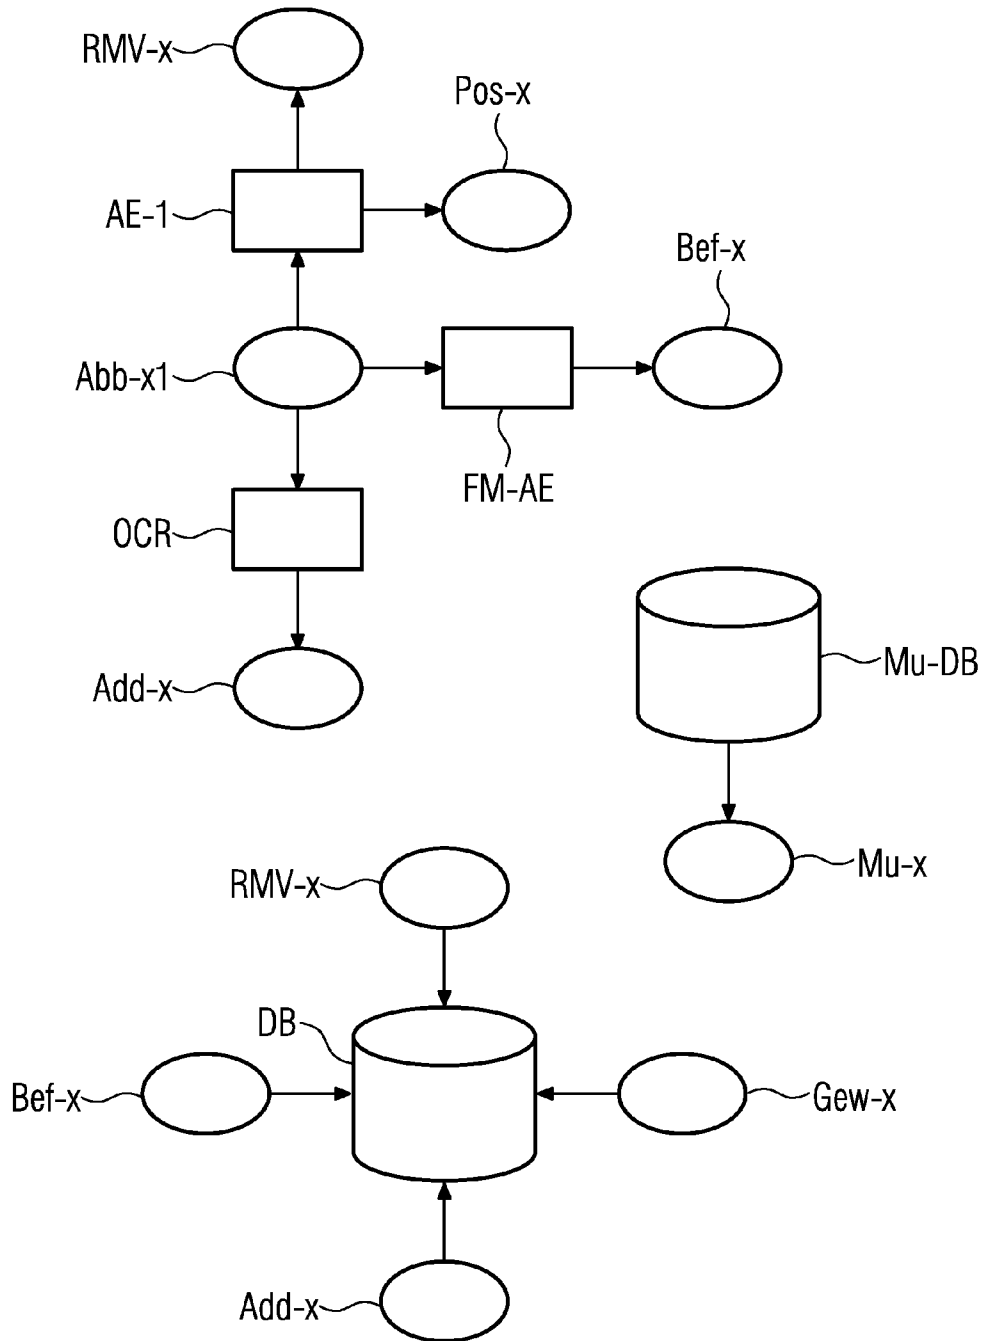 RMV-x
Pos-x
AE-1
Bef-x
Abb-x1
FM-AE
OCR
Mu-DB
Add-x
Mu-x
RMV-x
DB
Bef-x
Gew-x
Add-x